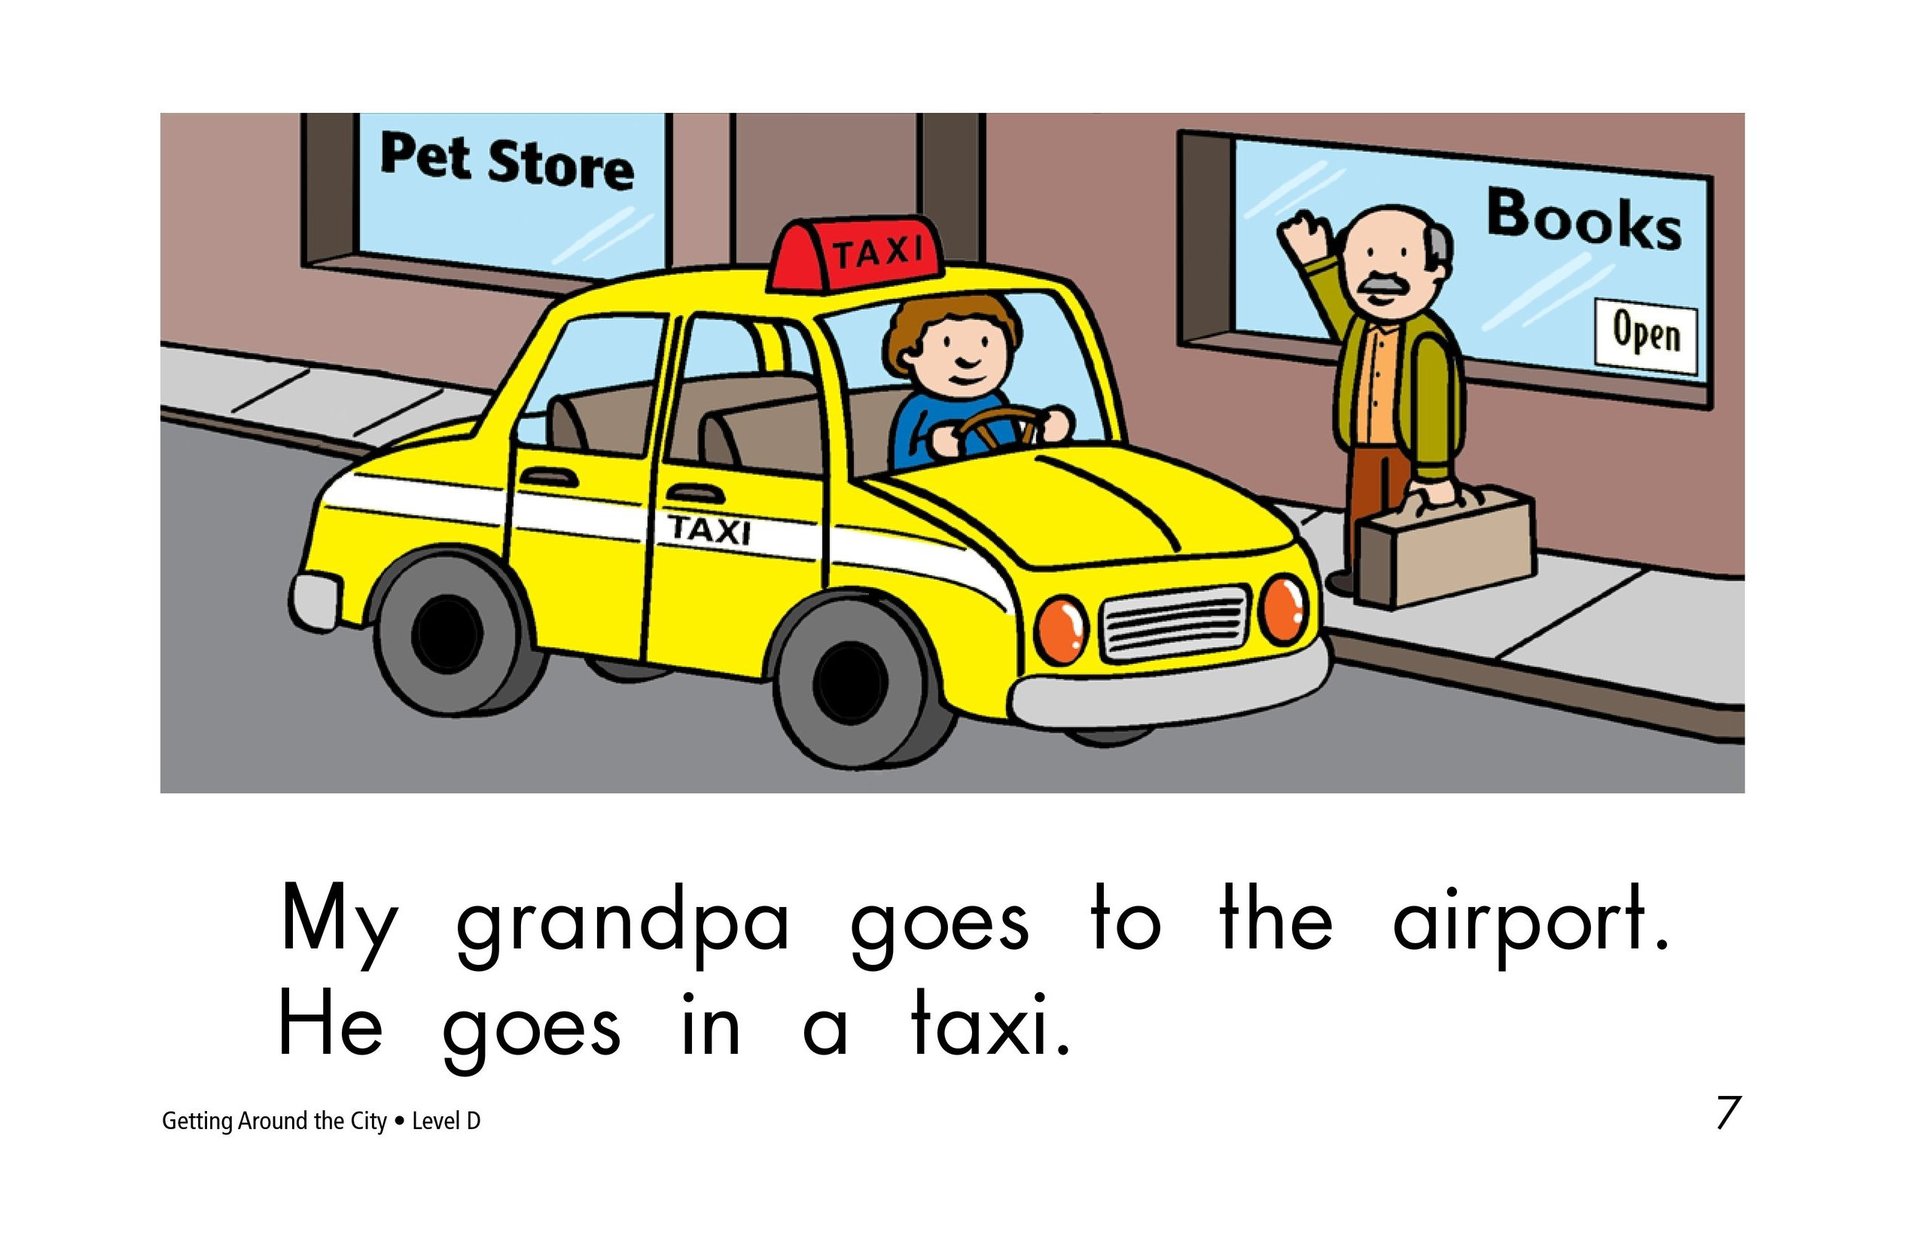 Pet Store
TAXI
Books
Open
TAXI
My grandpa goes to the airport.
He goes in a taxi.
Getting Around the City • Level D
7